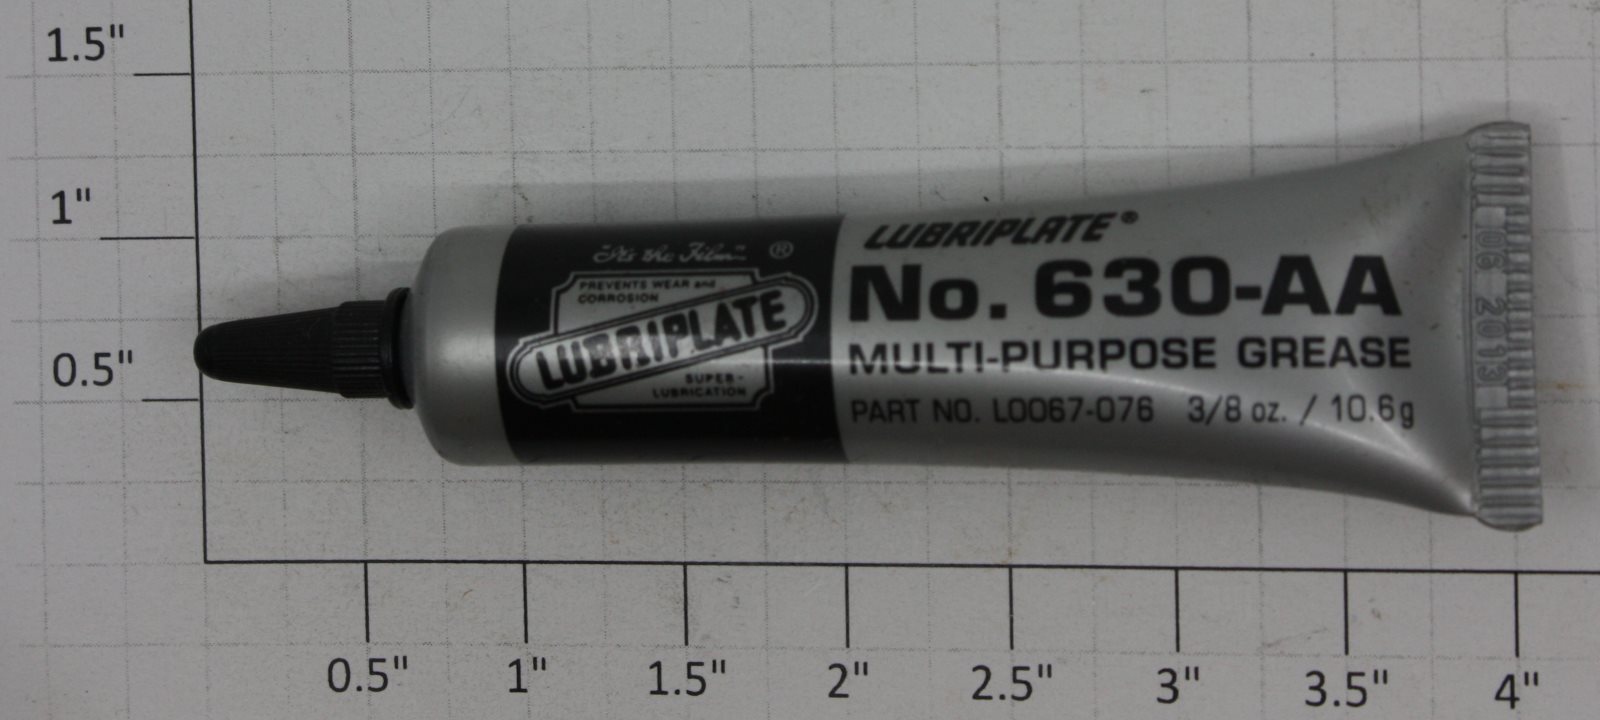 1.5"
1"
0.5"
"It's the Film"
®
PREVENTS WEAR and
CORROSION
LUBRIPLATE
SUPER-
LUBRICATION
LUBRIPLATE®
No. 630-AA
MULTI-PURPOSE GREASE
PART NO. L0067-076 3/8 oz. / 10.6g
06 2013
0.5" 1" 1.5" 2" 2.5" 3" 3.5" 4"